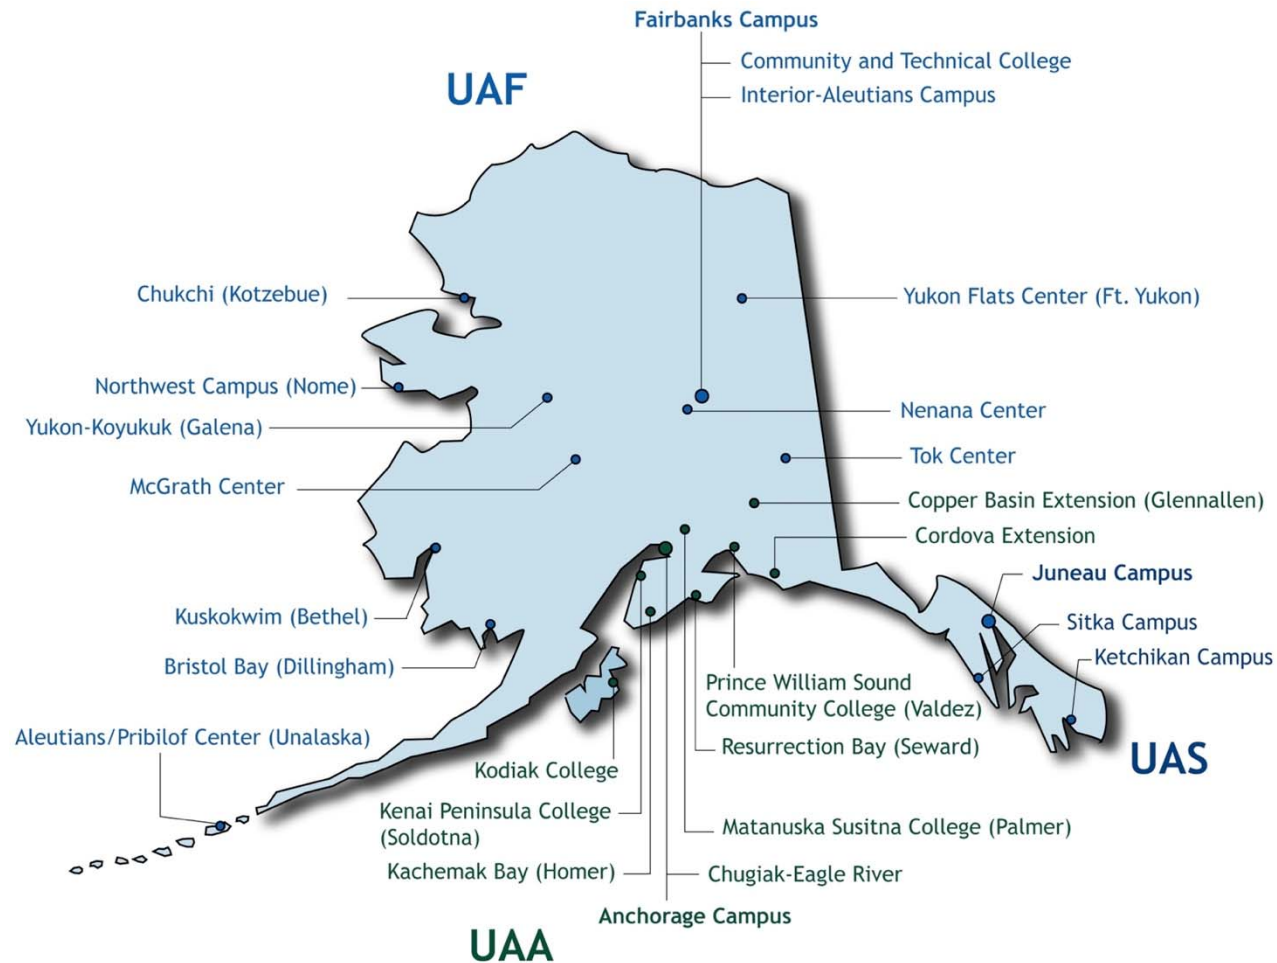 Fairbanks Campus
Community and Technical College
UAF
Interior-Aleutians Campus
Chukchi (Kotzebue)
Yukon Flats Center (Ft. Yukon)
Northwest Campus (Nome)
Nenana Center
Yukon-Koyukuk (Galena)
Tok Center
McGrath Center
Copper Basin Extension (Glennallen)
Cordova Extension
Juneau Campus
Kuskokwim (Bethel)
Sitka Campus
Bristol Bay (Dillingham)
Ketchikan Campus
Prince William Sound
Community College (Valdez)
Aleutians/Pribilof Center (Unalaska)
Resurrection Bay (Seward)
UAS
Kodiak College
Kenai Peninsula College
(Soldotna)
Matanuska Susitna College (Palmer)
Kachemak Bay (Homer)
Chugiak-Eagle River
Anchorage Campus
UAA